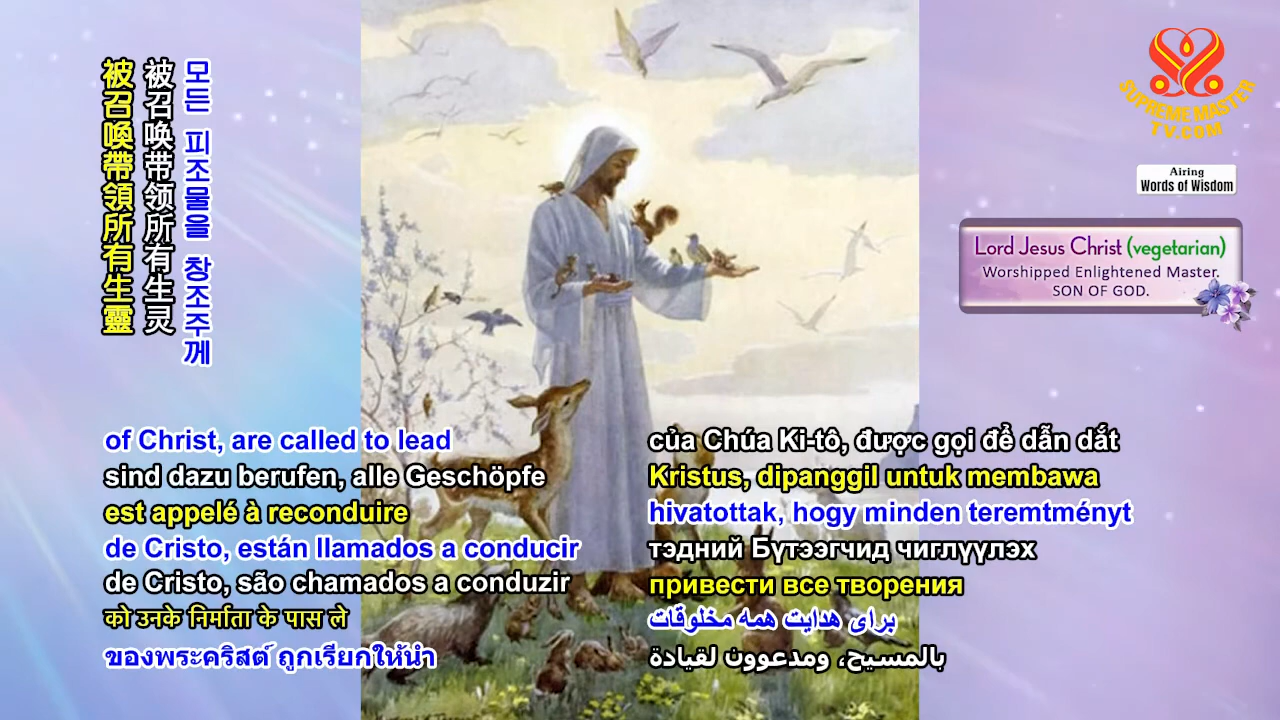 被召喚帶領所有生靈
被召唤带领所有生灵
모든 피조물을 창조주께
SUPREME MASTER
TV.COM
Airing
Words of Wisdom
Lord Jesus Christ (vegetarian)
Worshipped Enlightened Master.
SON OF GOD.
of Christ, are called to lead
sind dazu berufen, alle Geschöpfe
est appelé à reconduire
de Cristo, están llamados a conducir
de Cristo, são chamados a conduzir
को उनके निर्माता के पास ले
ของพระคริสต์ ถูกเรียกให้นำ
của Chúa Ki-tô, được gọi để dẫn dắt
Kristus, dipanggil untuk membawa
hivatottak, hogy minden teremtményt
тэдний Бүтээгчид чиглүүлэх
привести все творения
برای هدایت همه مخلوقات
بالمسيح، ومدعوون لقيادة